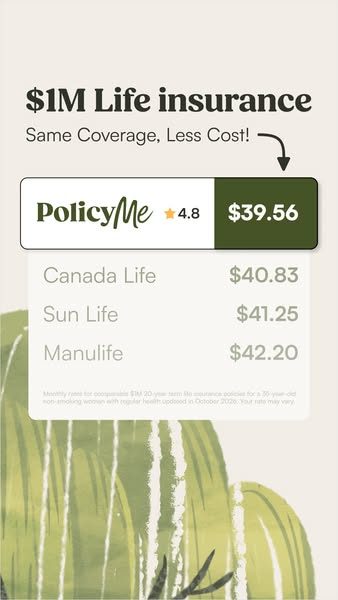 $1M Life insurance
Same Coverage, Less Cost!
PolicyMe 4.8 $39.56
Canada Life $40.83
Sun Life $41.25
Manulife $42.20
Monthly rates for comparable $1M 20-year term life insurance policies for a 35-year-old
non-smoking women with regular health updated in October 2025. Your rate may vary.